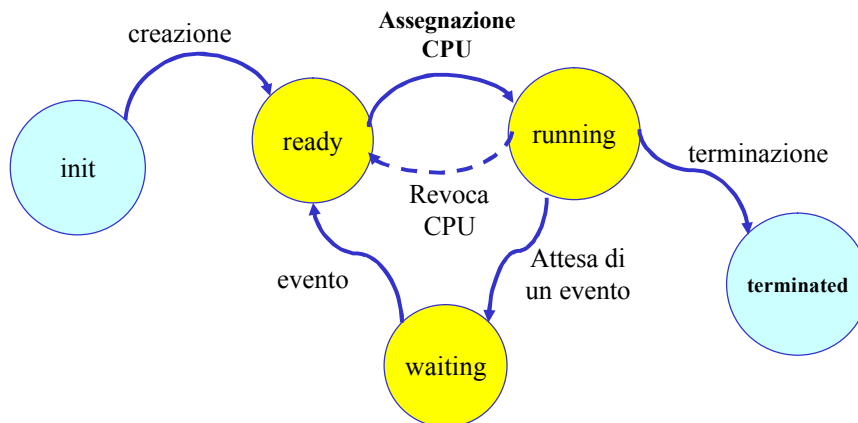 Assegnazione
CPU
creazione
ready
running
init
terminazione
Revoca
CPU
evento
Attesa di
un evento
terminated
waiting